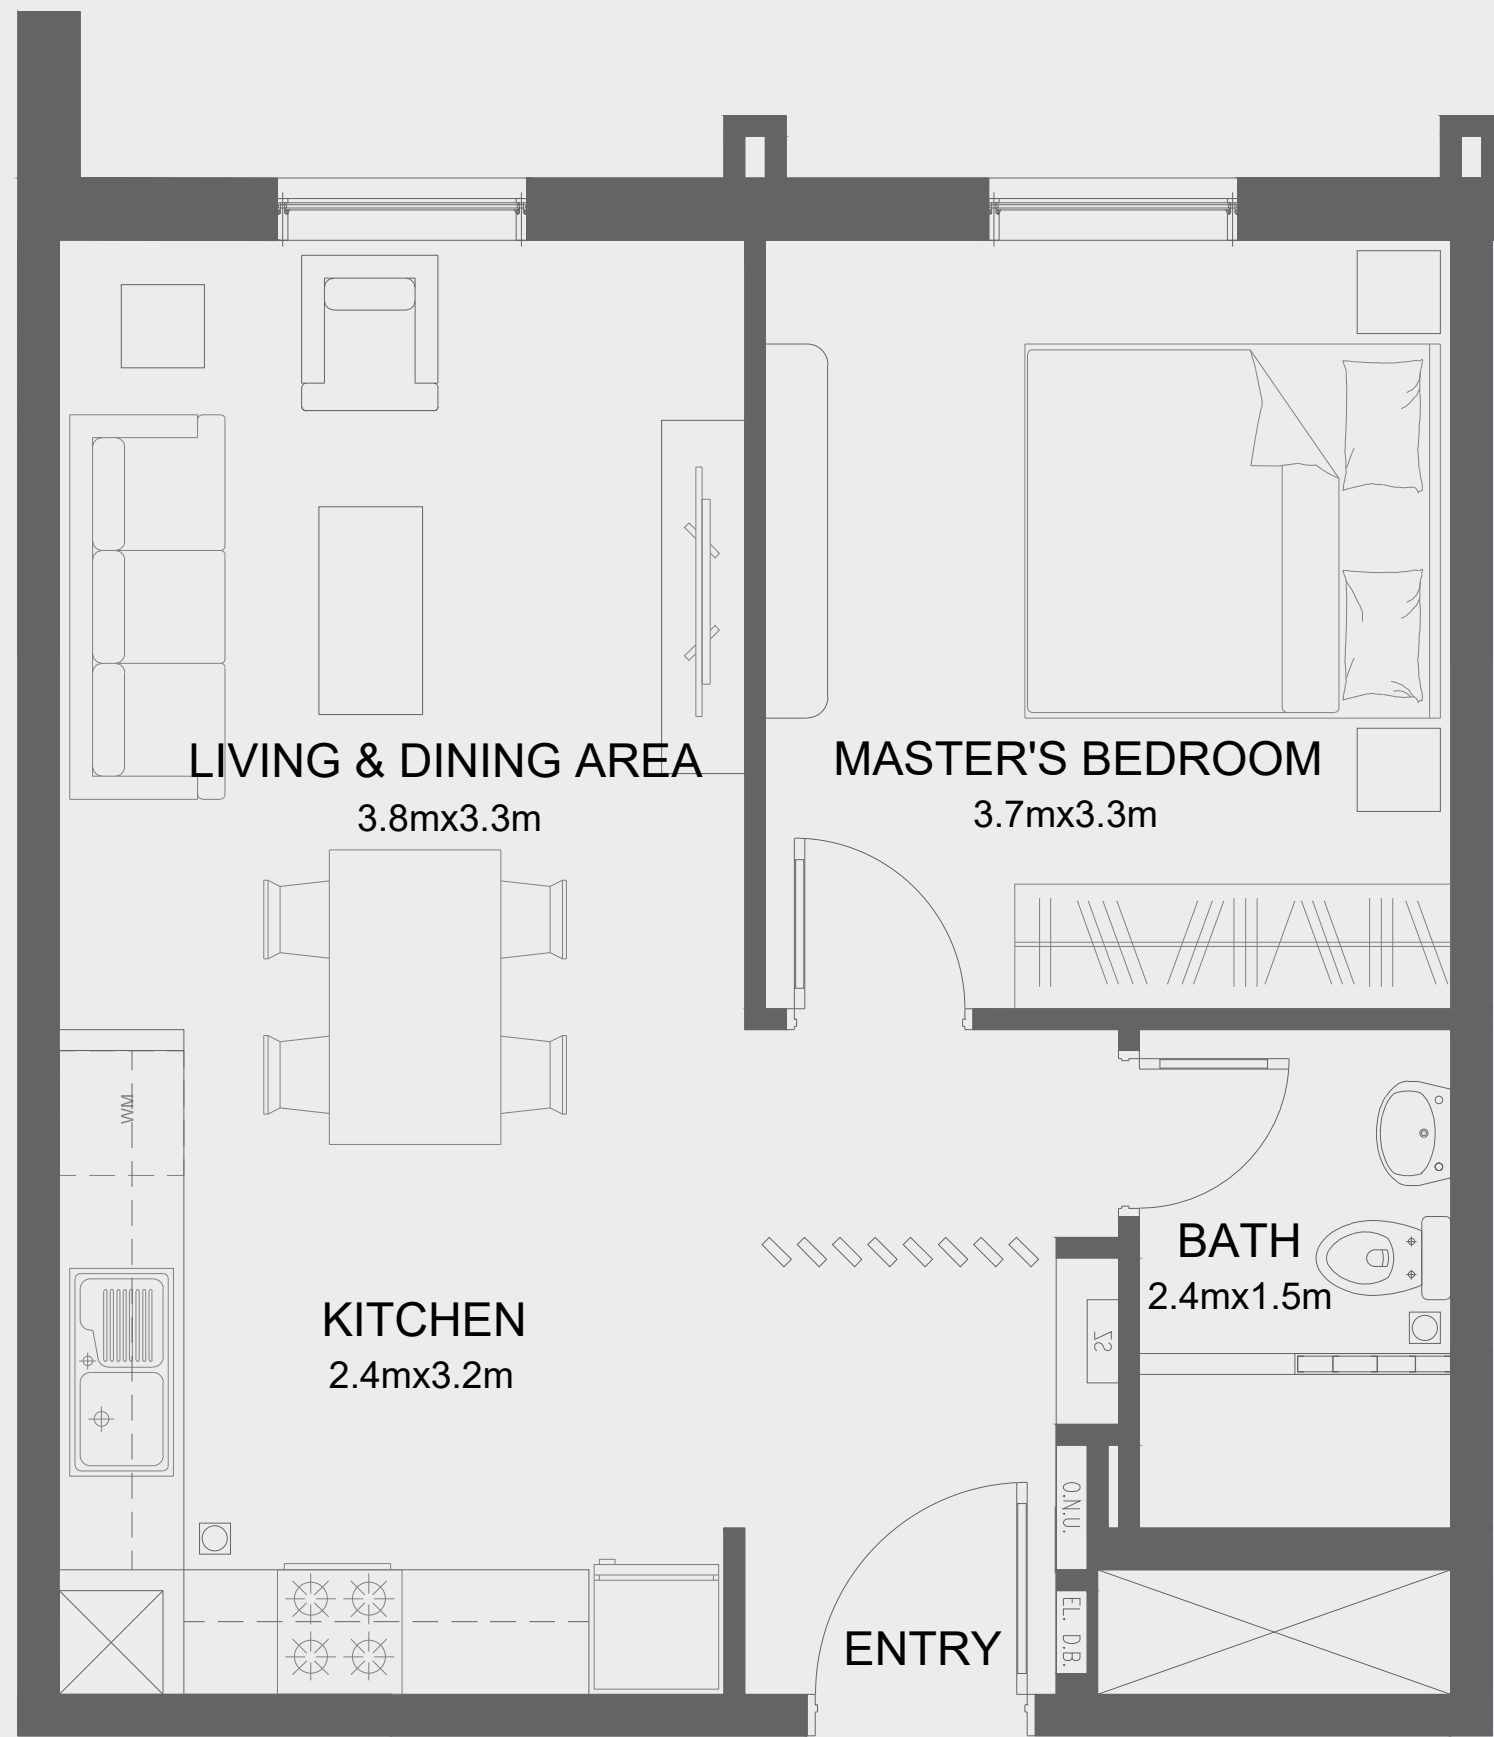 LIVING & DINING AREA
3.8mx3.3m
MASTER'S BEDROOM
3.7mx3.3m
WM
BATH
2.4mx1.5m
KITCHEN
2.4mx3.2m
ZS
O.N.U.
ENTRY
EL. D.B.